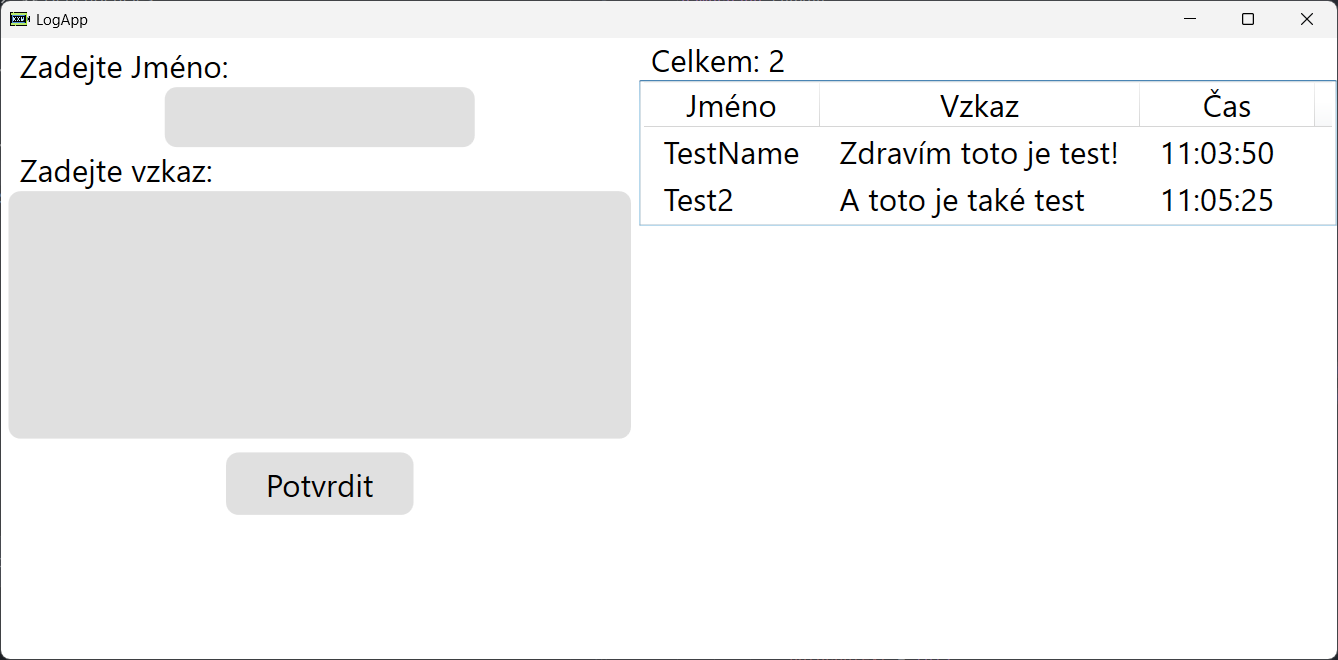 LogApp
Zadejte Jméno:
Zadejte vzkaz:
Potvrdit
Celkem: 2
Jméno Vzkaz Čas
TestName Zdravím toto je test! 11:03:50
Test2 A toto je také test 11:05:25